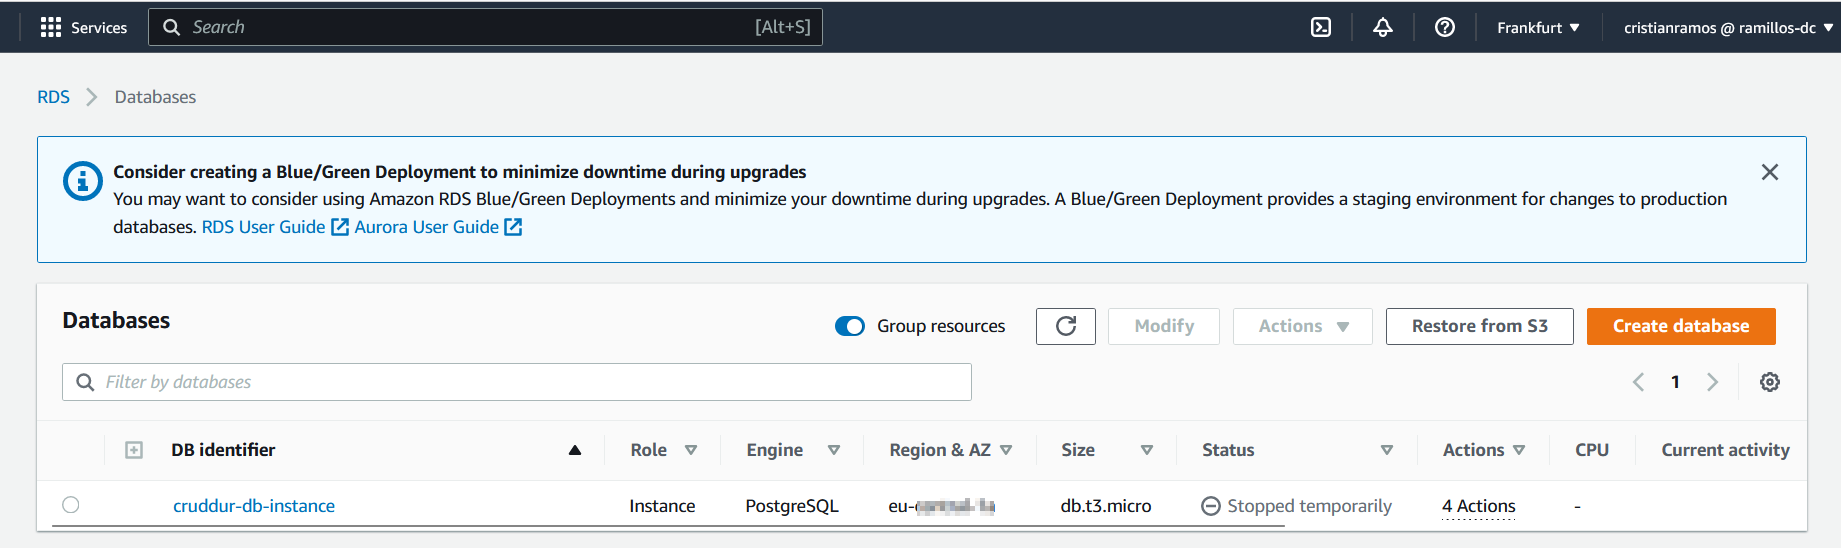 Services Search [Alt+S] Frankfurt cristianramos @ ramillos-dc
RDS Databases
Consider creating a Blue/Green Deployment to minimize downtime during upgrades
You may want to consider using Amazon RDS Blue/Green Deployments and minimize your downtime during upgrades. A Blue/Green Deployment provides a staging environment for changes to production
databases. RDS User Guide Aurora User Guide
Databases Group resources Modify Actions Restore from S3 Create database
Filter by databases 1
DB identifier Role Engine Region & AZ Size Status Actions CPU Current activity
cruddur-db-instance Instance PostgreSQL eu- db.t3.micro Stopped temporarily 4 Actions -